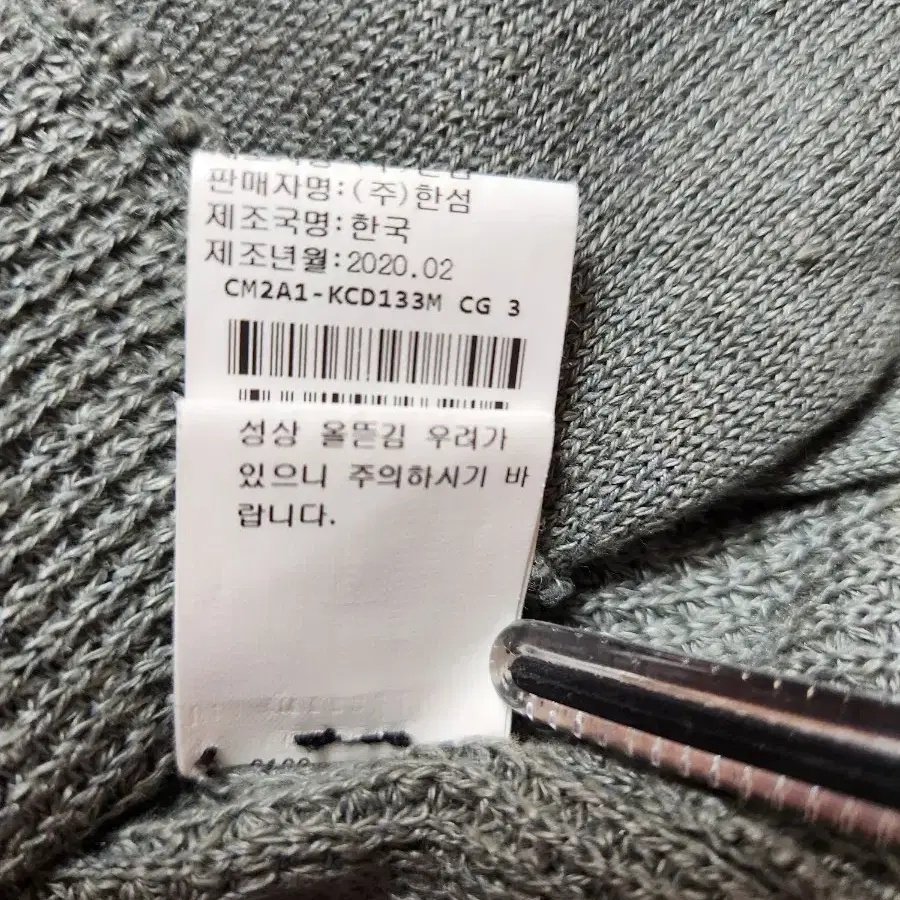 판매자명:(주)한섬
제조국명:한국
제조년월:2020.02
CM2A1-KCD133M CG 3
성상 올뜯김 우려가
있으니 주의하시기 바
랍니다.